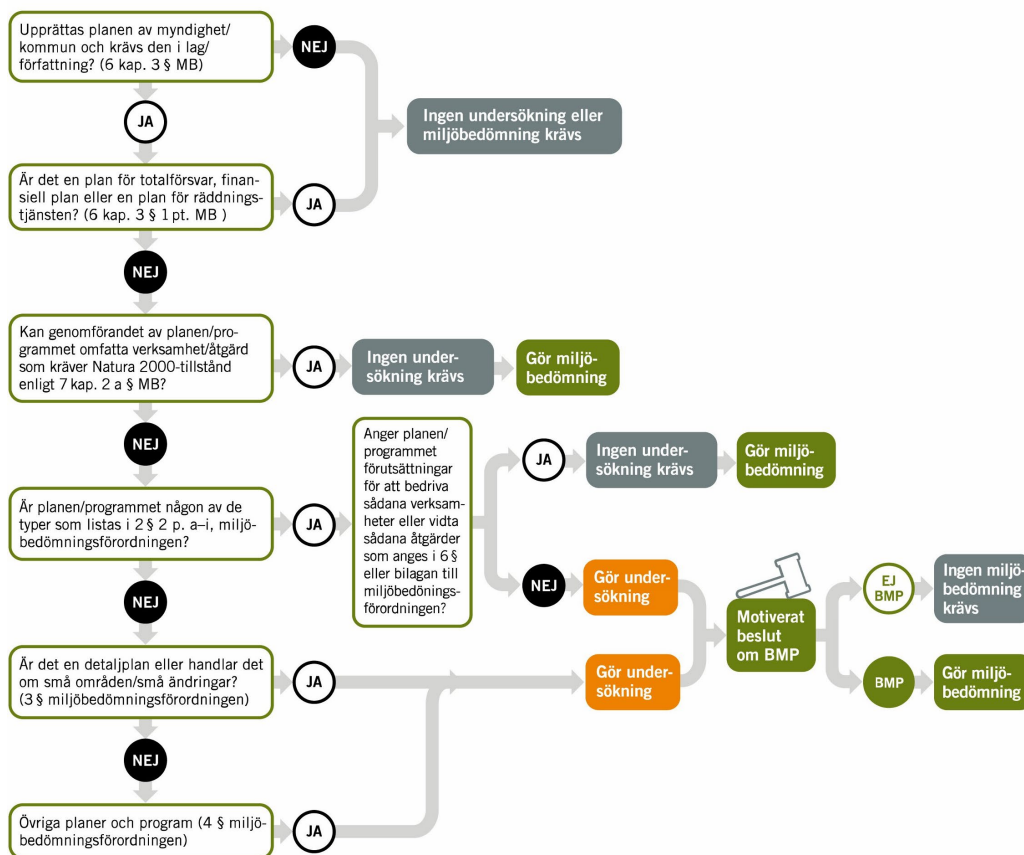 Upprättas planen av myndighet/
kommun och krävs den i lag/
författning? (6 kap. 3 § MB)
NEJ
JA
Ingen undersökning eller
miljöbedömning krävs
Är det en plan för totalförsvar, finan-
siell plan eller en plan för räddnings-
tjänsten? (6 kap. 3 § 1 pt. MB )
JA
NEJ
Kan genomförandet av planen/pro-
grammet omfatta verksamhet/åtgärd
som kräver Natura 2000-tillstånd
enligt 7 kap. 2 a § MB?
JA
Ingen under-
sökning krävs
Gör miljö-
bedömning
NEJ
Är planen/programmet någon av de
typer som listas i 2 § 2 p. a–i, miljö-
bedömningsförordningen?
JA
Anger planen/
programmet
förutsättningar
för att bedriva
sådana verksam-
heter eller vidta
sådana åtgärder
som anges i 6 §
eller bilagan till
miljöbedönings-
förordningen?
JA
Ingen under-
sökning krävs
Gör miljö-
bedömning
NEJ
Gör under-
sökning
Motiverat
beslut
om BMP
EJ
BMP
Ingen miljö-
bedömning
krävs
BMP
Gör miljö-
bedömning
NEJ
Är det en detaljplan eller handlar det
om små områden/små ändringar?
(3 § miljöbedömningsförordningen)
JA
Gör under-
sökning
NEJ
Övriga planer och program (4 § miljö-
bedömningsförordningen)
JA